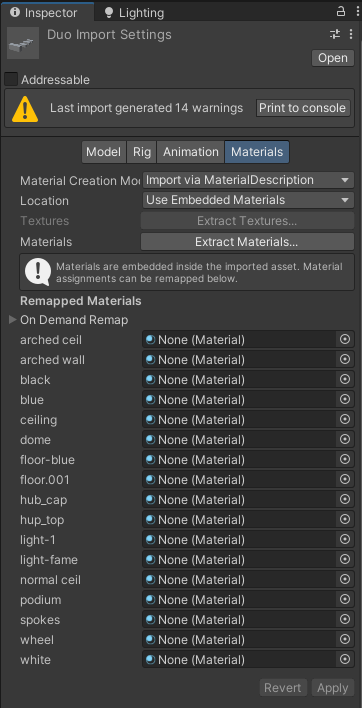 Inspector Lighting
Duo Import Settings
Open
Addressable
Last import generated 14 warnings Print to console
Model Rig Animation Materials
Material Creation Mod Import via MaterialDescription
Location Use Embedded Materials
Textures Extract Textures...
Materials Extract Materials...
Materials are embedded inside the imported asset. Material
assignments can be remapped below.
Remapped Materials
On Demand Remap
arched ceil None (Material)
arched wall None (Material)
black None (Material)
blue None (Material)
ceiling None (Material)
dome None (Material)
floor-blue None (Material)
floor.001 None (Material)
hub_cap None (Material)
hup_top None (Material)
light-1 None (Material)
light-fame None (Material)
normal ceil None (Material)
podium None (Material)
spokes None (Material)
wheel None (Material)
white None (Material)
Revert Apply